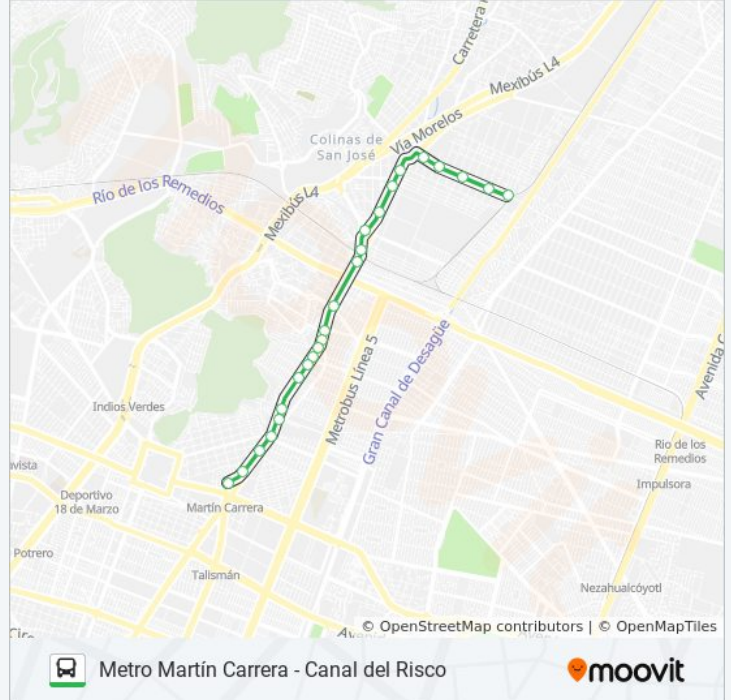 Carretera
Mexibús L4
Vía Morelos
Colinas de
San José
Río de los Remedios
Mexibús L4
Metrobus Línea 5
Gran Canal de Desagüe
Avenida C
Indios Verdes
Río de los
Remedios
vista
Impulsora
Deportivo
18 de Marzo
Martín Carrera
Potrero
Talismán
Nezahualcóyotl
© OpenStreetMap contributors | © OpenMapTiles
Metro Martín Carrera - Canal del Risco
moovit